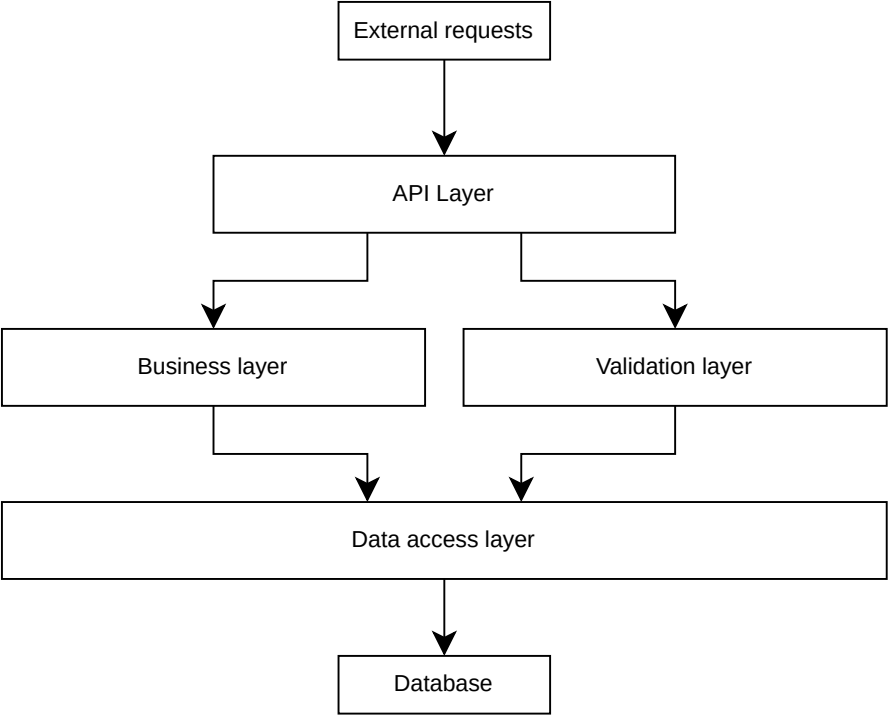 External requests
API Layer
Business layer
Validation layer
Data access layer
Database